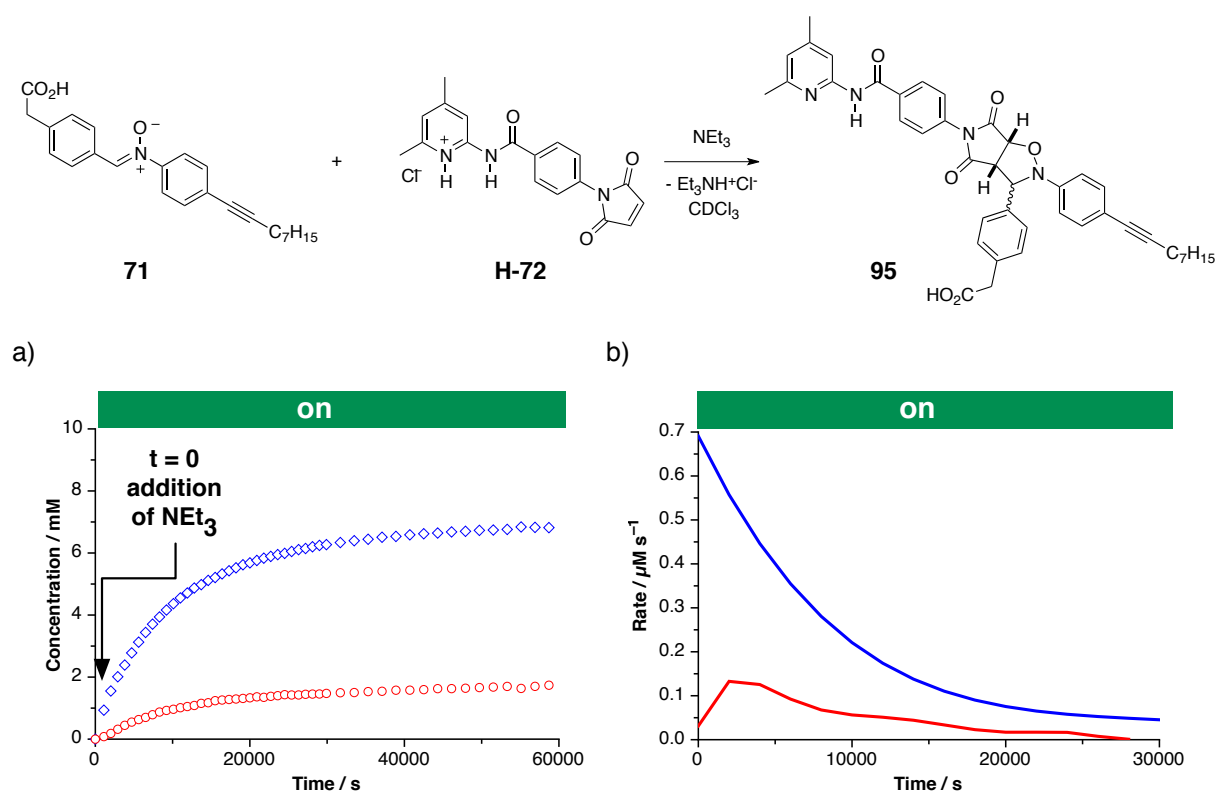 CO₂H
O⁻
N⁺
C₇H₁₅
71
+
Cl⁻
N⁺
H
N
H
O
N
O
O
H-72
NEt₃
- Et₃NH⁺Cl⁻
CDCl₃
N
N
H
O
N
O
O
H
H
O
N
C₇H₁₅
HO₂C
95
a)
on
Concentration / mM
10
8
6
4
2
0
t = 0
addition
of NEt₃
0 20000 40000 60000
Time / s
b)
on
Rate / µM s⁻¹
0.7
0.6
0.5
0.4
0.3
0.2
0.1
0.0
0 10000 20000 30000
Time / s